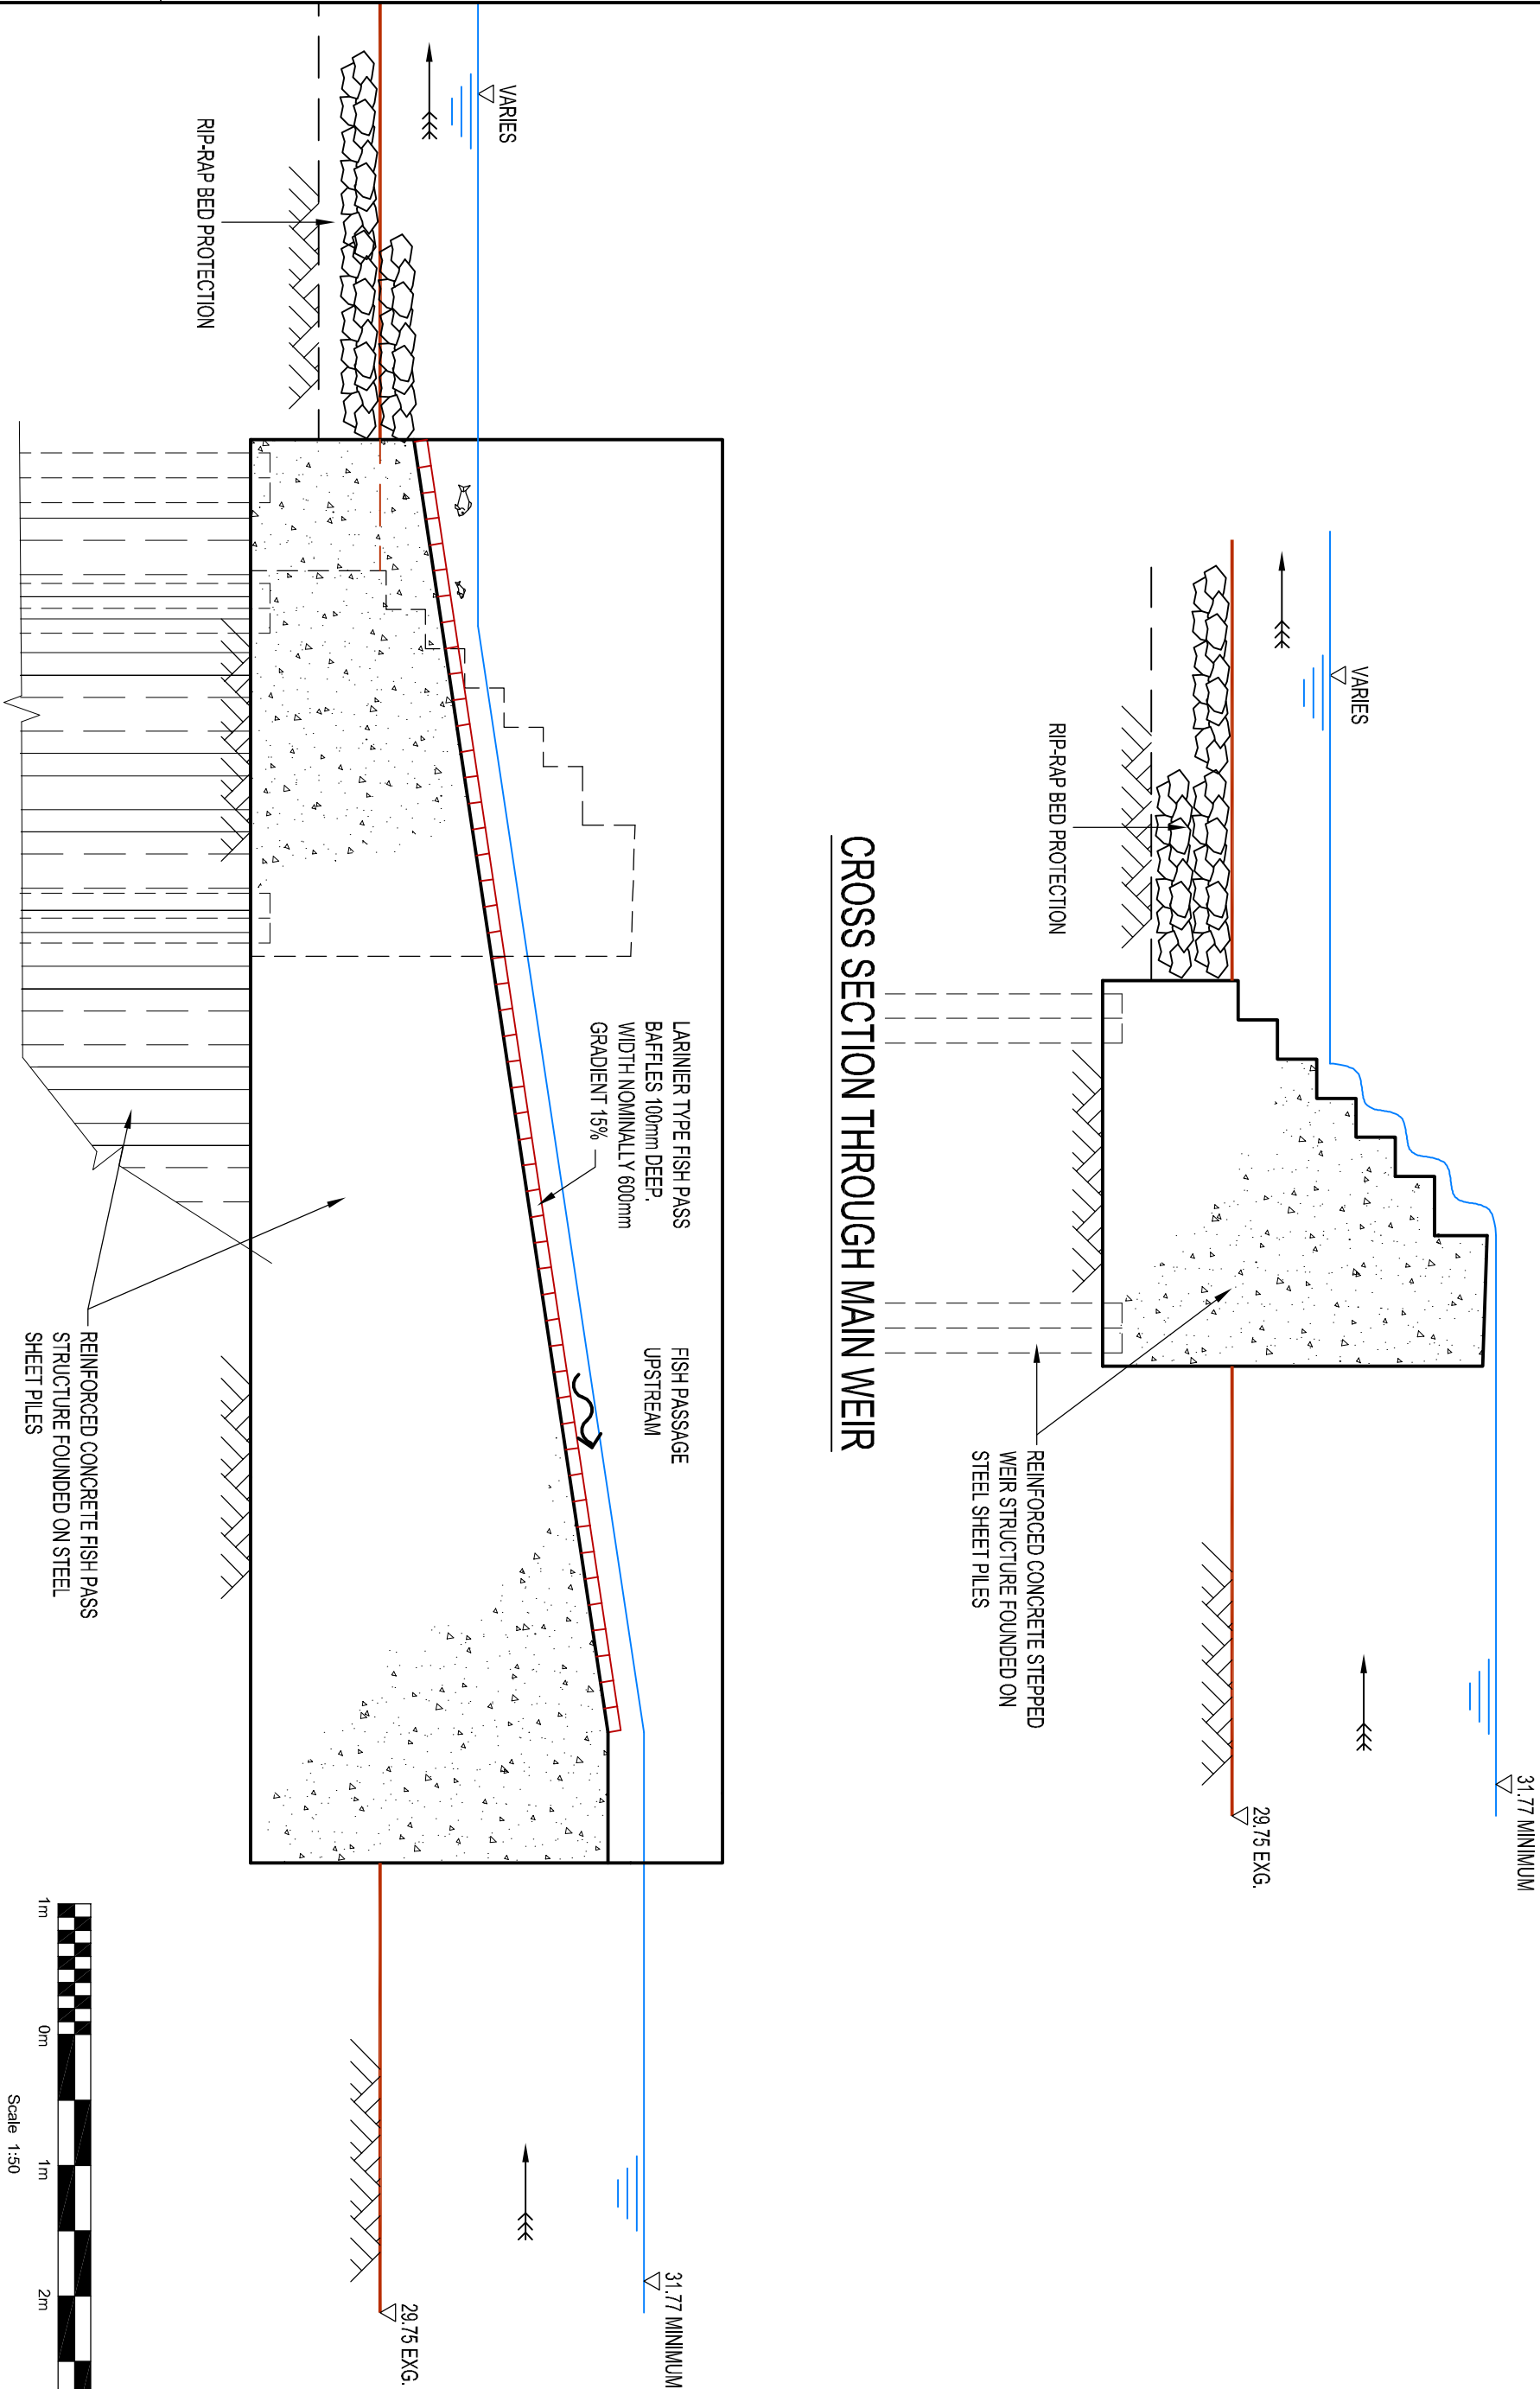 31.77 MINIMUM
VARIES
29.75 EXG.
RIP-RAP BED PROTECTION
REINFORCED CONCRETE STEPPED
WEIR STRUCTURE FOUNDED ON
STEEL SHEET PILES
CROSS SECTION THROUGH MAIN WEIR
LARINIER TYPE FISH PASS
BAFFLES 100mm DEEP,
WIDTH NOMINALLY 600mm
GRADIENT 15%
FISH PASSAGE
UPSTREAM
31.77 MINIMUM
VARIES
29.75 EXG.
RIP-RAP BED PROTECTION
REINFORCED CONCRETE FISH PASS
STRUCTURE FOUNDED ON STEEL
SHEET PILES
1m 0m 1m 2m
Scale 1:50